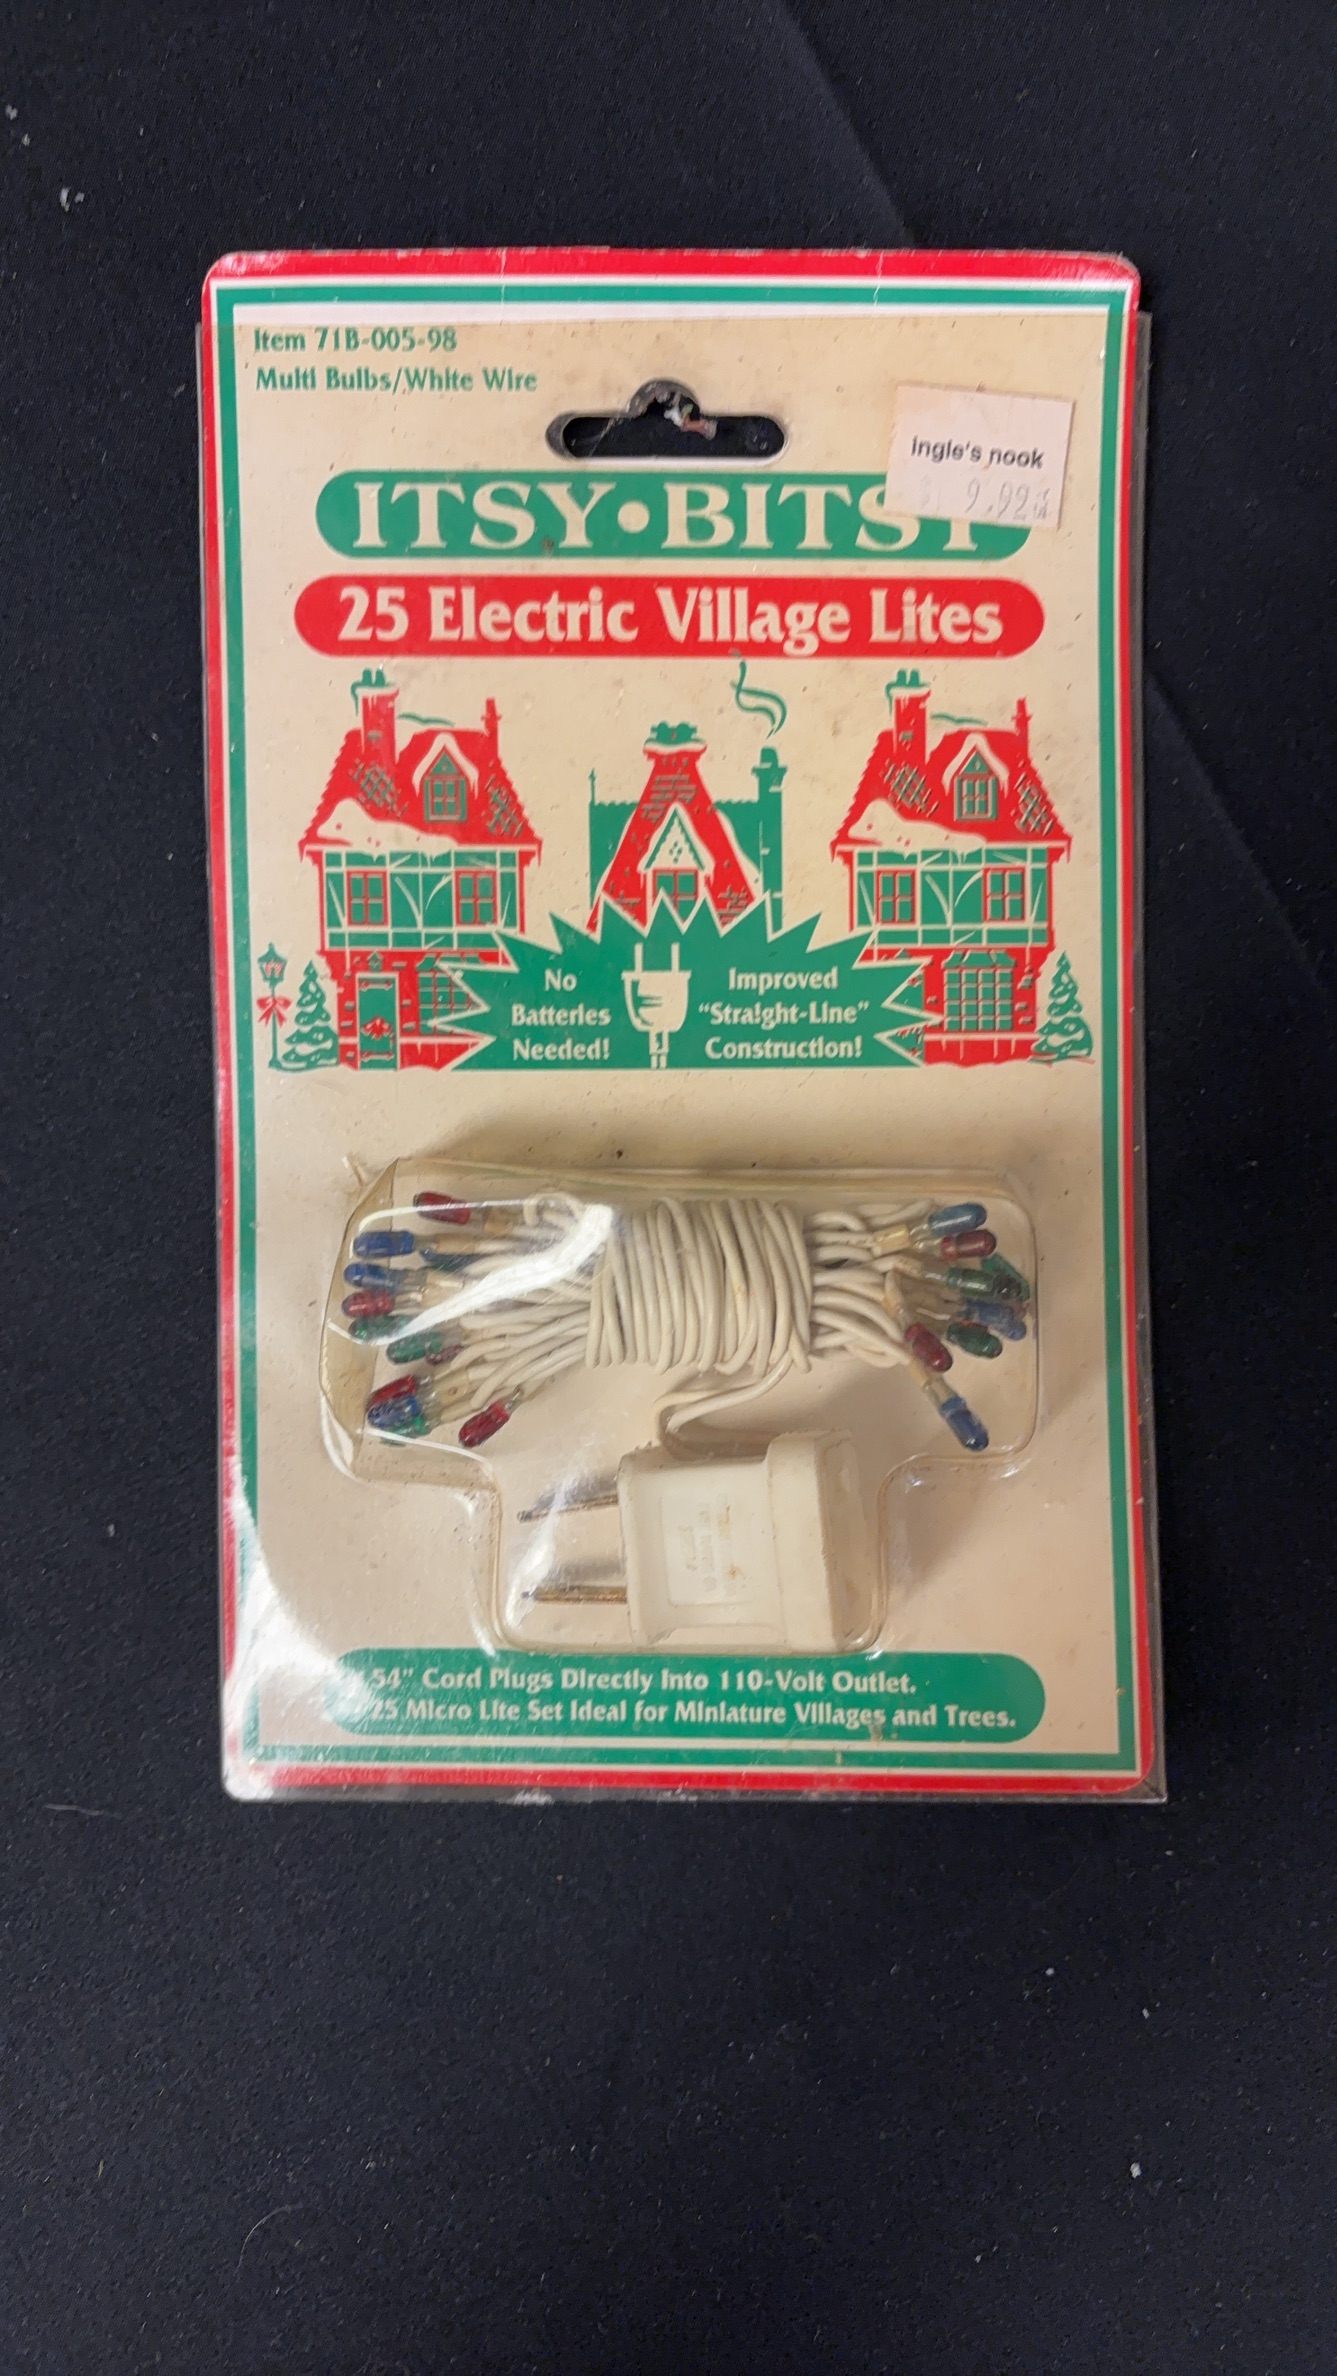 Item 71B-005-98
Multi Bulbs/White Wire
Ingle's nook
9.99
ITSY•BITSY
25 Electric Village Lites
No
Batteries
Needed!
Improved
"Straight-Line"
Construction!
54" Cord Plugs Directly Into 110-Volt Outlet.
25 Micro Lite Set Ideal for Miniature Villages and Trees.